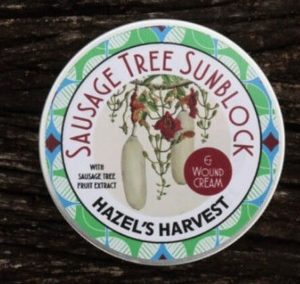 SAUSAGE TREE SUNBLOCK
WITH
SAUSAGE TREE
FRUIT EXTRACT
&
WOUND
CREAM
HAZEL'S HARVEST